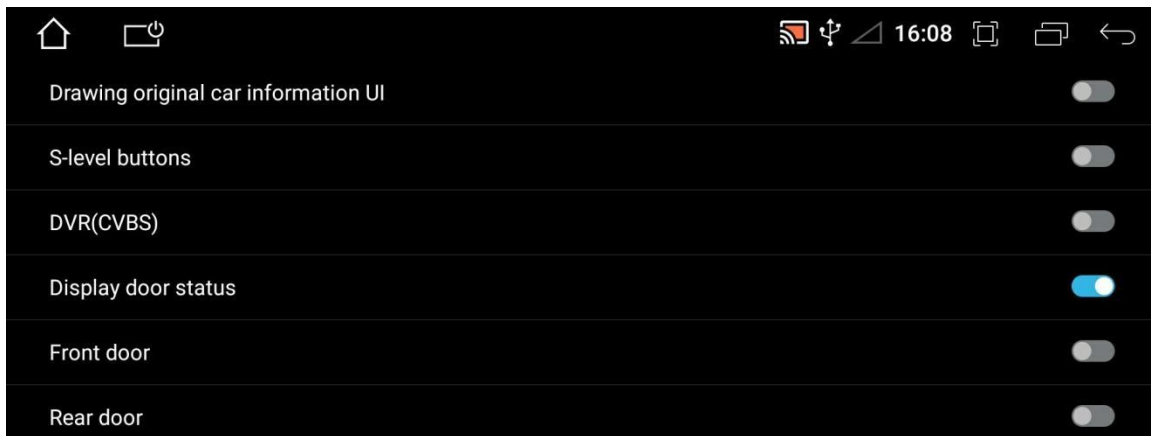 16:08
Drawing original car information UI
S-level buttons
DVR(CVBS)
Display door status
Front door
Rear door